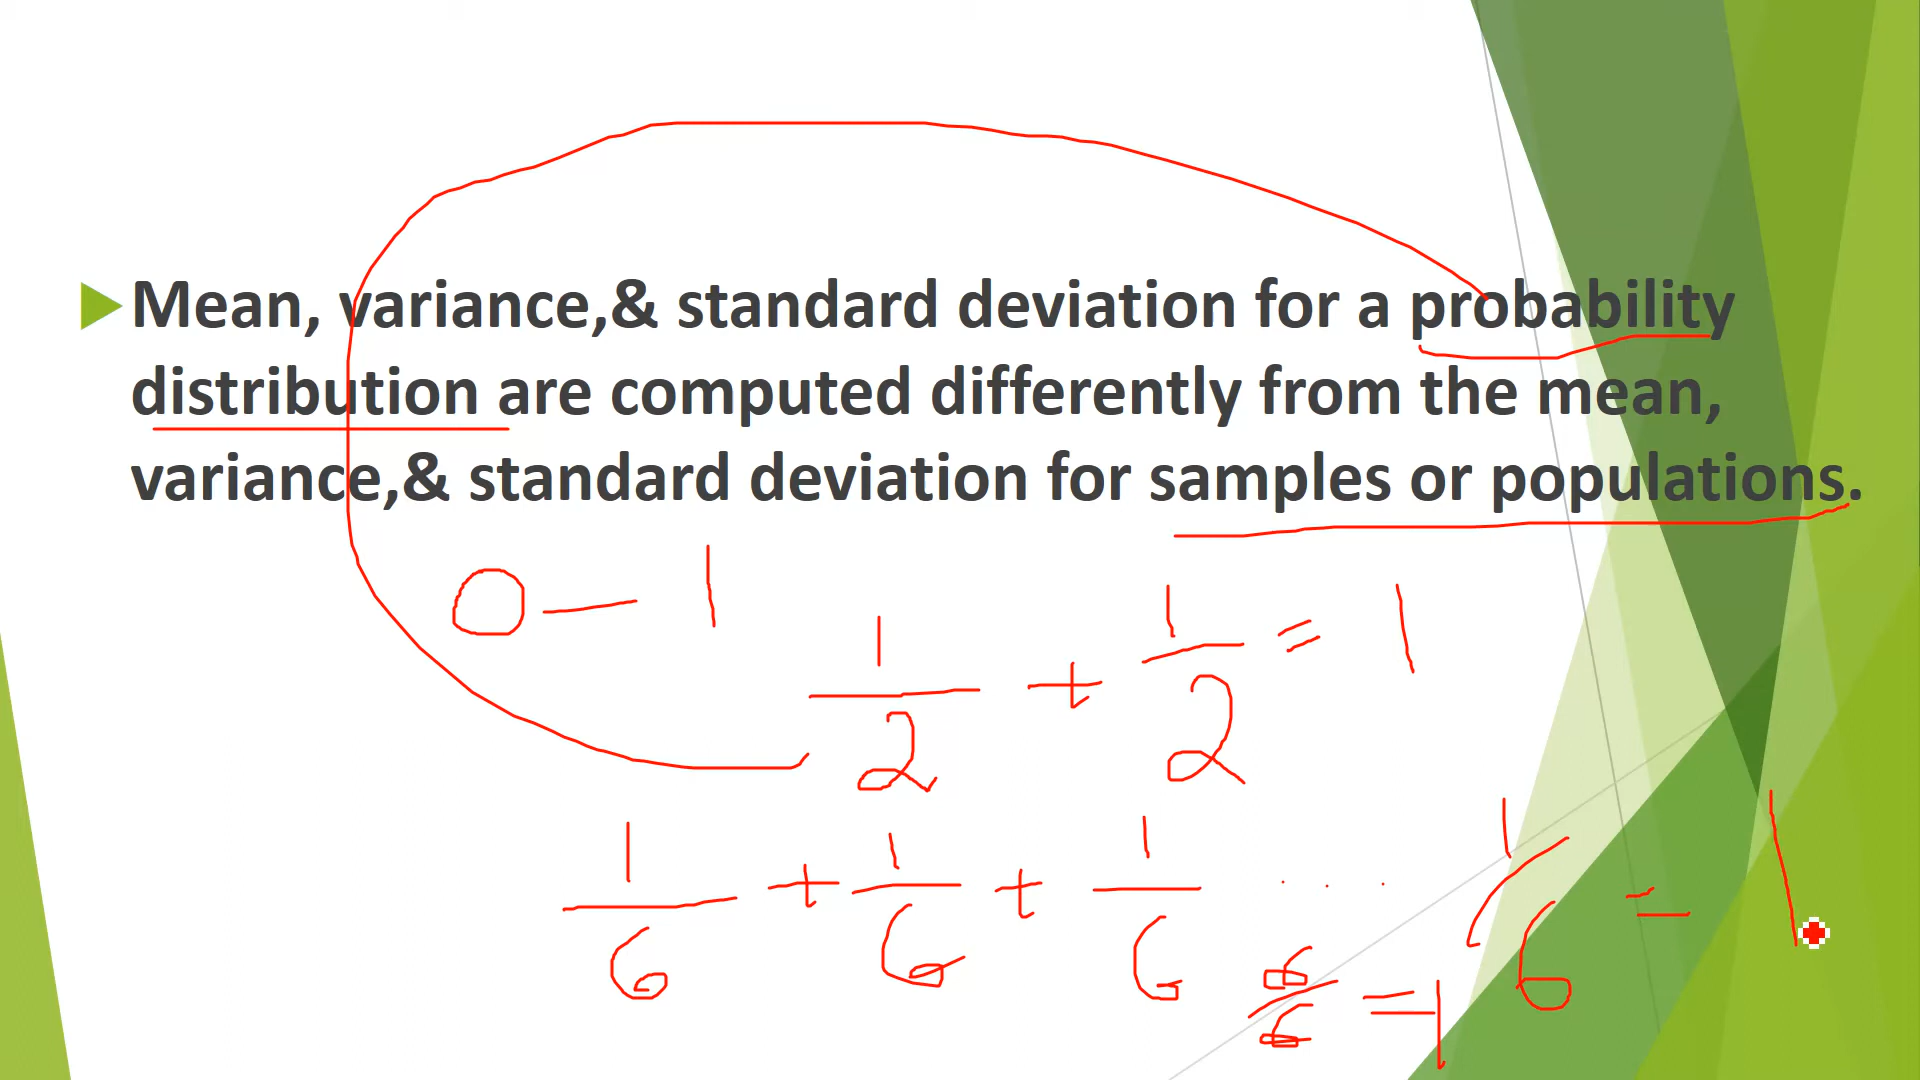 Mean, variance,& standard deviation for a probability
distribution are computed differently from the mean,
variance,& standard deviation for samples or populations.
0 — 1
1/2 + 1/2 = 1
1/6 + 1/6 + 1/6 . . . 1/6 = 1
6/6 = 1